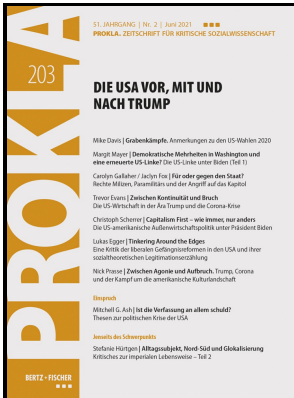 PROKLA
203
51. JAHRGANG | Nr. 2 | Juni 2021
PROKLA. ZEITSCHRIFT FÜR KRITISCHE SOZIALWISSENSCHAFT
DIE USA VOR, MIT UND
NACH TRUMP
Mike Davis | Grabenkämpfe. Anmerkungen zu den US-Wahlen 2020
Margit Mayer | Demokratische Mehrheiten in Washington und
eine erneuerte US-Linke? Die US-Linke unter Biden (Teil 1)
Carolyn Gallaher / Jaclyn Fox | Für oder gegen den Staat?
Rechte Milizen, Paramilitärs und der Angriff auf das Kapitol
Trevor Evans | Zwischen Kontinuität und Bruch
Die US-Wirtschaft in der Ära Trump und die Corona-Krise
Christoph Scherrer | Capitalism First – wie immer, nur anders
Die US-amerikanische Außenwirtschaftspolitik unter Präsident Biden
Lukas Egger | Tinkering Around the Edges
Eine Kritik der liberalen Gefängnisreformen in den USA und ihrer
sozialtheoretischen Legitimationserzählung
Nick Prasse | Zwischen Agonie und Aufbruch. Trump, Corona
und der Kampf um die amerikanische Kulturlandschaft
Einspruch
Mitchell G. Ash | Ist die Verfassung an allem schuld?
Thesen zur politischen Krise der USA
Jenseits des Schwerpunkts
Stefanie Hürtgen | Alltagssubjekt, Nord-Süd und Glokalisierung
Kritisches zur imperialen Lebensweise – Teil 2
BERTZ + FISCHER